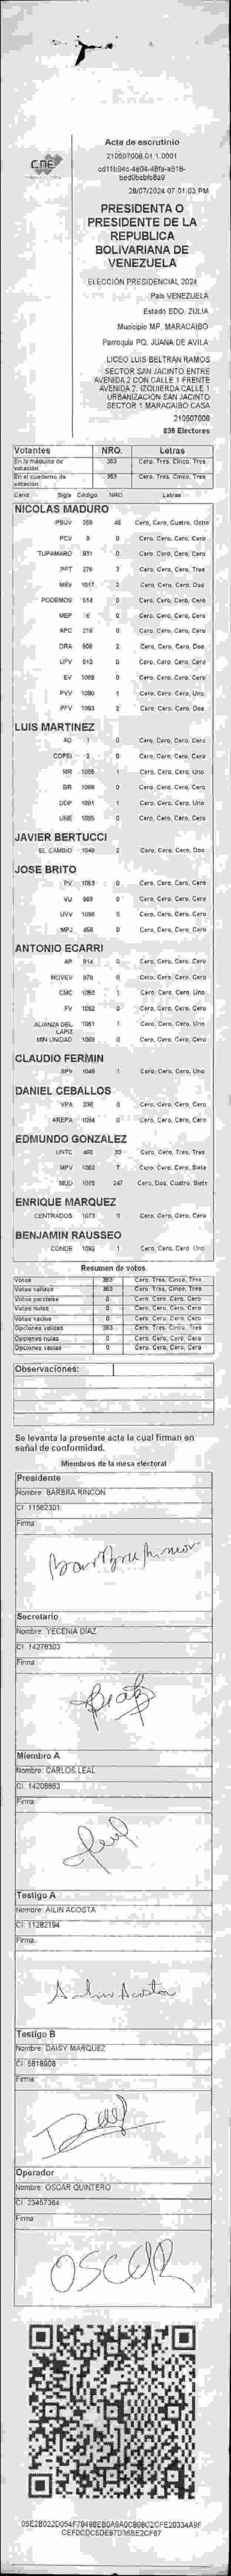 Acta de escrutinio
210507008.01.1.0001
28/07/2024 07:01:03 PM
CNE
PRESIDENTA O
PRESIDENTE DE LA
REPUBLICA
BOLIVARIANA DE
VENEZUELA
ELECCIÓN PRESIDENCIAL 2024
País VENEZUELA
Estado EDO. ZULIA
Municipio MP. MARACAIBO
Parroquia PQ. JUANA DE AVILA
LICEO LUIS BELTRAN RAMOS
SECTOR SAN JACINTO ENTRE
AVENIDA 2 CON CALLE 1 FRENTE
AVENIDA 2. IZQUIERDA CALLE 1
URBANIZACIÓN SAN JACINTO
SECTOR 1 MARACAIBO CASA
210507008
836 Electores
Votantes NRO. Letras
En la máquina de votación 353 Cero, Tres, Cinco, Tres
En el cuaderno de votación 353 Cero, Tres, Cinco, Tres
Cand Sigla Código NRO Letras
NICOLAS MADURO
PSUV 259 48 Cero, Cero, Cuatro, Ocho
PCV 9 0 Cero, Cero, Cero, Cero
TUPAMARO 931 0 Cero, Cero, Cero, Cero
PPT 276 3 Cero, Cero, Cero, Tres
MSV 1017 2 Cero, Cero, Cero, Dos
PODEMOS 514 0 Cero, Cero, Cero, Cero
MEP 6 0 Cero, Cero, Cero, Cero
APC 218 0 Cero, Cero, Cero, Cero
ORA 908 2 Cero, Cero, Cero, Dos
UPV 513 0 Cero, Cero, Cero, Cero
EV 1089 0 Cero, Cero, Cero, Cero
PVV 1090 1 Cero, Cero, Cero, Uno
PFV 1093 2 Cero, Cero, Cero, Dos
LUIS MARTINEZ
AD 1 0 Cero, Cero, Cero, Cero
COPEI 2 0 Cero, Cero, Cero, Cero
MR 1055 1 Cero, Cero, Cero, Uno
BR 1066 0 Cero, Cero, Cero, Cero
DDP 1091 1 Cero, Cero, Cero, Uno
UNE 1095 0 Cero, Cero, Cero, Cero
JAVIER BERTUCCI
EL CAMBIO 1049 2 Cero, Cero, Cero, Dos
JOSE BRITO
PV 1053 0 Cero, Cero, Cero, Cero
VU 969 0 Cero, Cero, Cero, Cero
UVV 1096 0 Cero, Cero, Cero, Cero
MPJ 458 0 Cero, Cero, Cero, Cero
ANTONIO ECARRI
AP 914 0 Cero, Cero, Cero, Cero
MOVEV 978 0 Cero, Cero, Cero, Cero
CMC 1050 1 Cero, Cero, Cero, Uno
FV 1052 0 Cero, Cero, Cero, Cero
ALIANZA DEL LAPIZ 1061 1 Cero, Cero, Cero, Uno
MIN UNIDAD 1068 0 Cero, Cero, Cero, Cero
CLAUDIO FERMIN
SPV 1048 1 Cero, Cero, Cero, Uno
DANIEL CEBALLOS
VPA 236 0 Cero, Cero, Cero, Cero
AREPA 1094 0 Cero, Cero, Cero, Cero
EDMUNDO GONZALEZ
UNTC 480 33 Cero, Cero, Tres, Tres
MPV 1069 7 Cero, Cero, Cero, Siete
MUD 1075 247 Cero, Dos, Cuatro, Siete
ENRIQUE MARQUEZ
CENTRADOS 1073 0 Cero, Cero, Cero, Cero
BENJAMIN RAUSSEO
CONDE 1092 1 Cero, Cero, Cero, Uno
Resumen de votos
Votos 353 Cero, Tres, Cinco, Tres
Votos validos 353 Cero, Tres, Cinco, Tres
Votos parciales 0 Cero, Cero, Cero, Cero
Votos nulos 0 Cero, Cero, Cero, Cero
Votos vacios 0 Cero, Cero, Cero, Cero
Opciones validas 353 Cero, Tres, Cinco, Tres
Opciones nulas 0 Cero, Cero, Cero, Cero
Opciones vacias 0 Cero, Cero, Cero, Cero
Observaciones:
Se levanta la presente acta la cual firman en
señal de conformidad.
Miembros de la mesa electoral
Presidente
Nombre: BARBRA RINCON
CI: 11562301
Firma:
Secretario
Nombre: YECENIA DIAZ
CI: 14278303
Firma:
Miembro A
Nombre: CARLOS LEAL
CI: 14208863
Firma:
Testigo A
Nombre: AILIN ACOSTA
CI: 11282194
Firma:
Ailin Acosta
Testigo B
Nombre: DAISY MARQUEZ
CI: 5818908
Firma:
Operador
Nombre: OSCAR QUINTERO
CI: 23457364
Firma
OSCAR